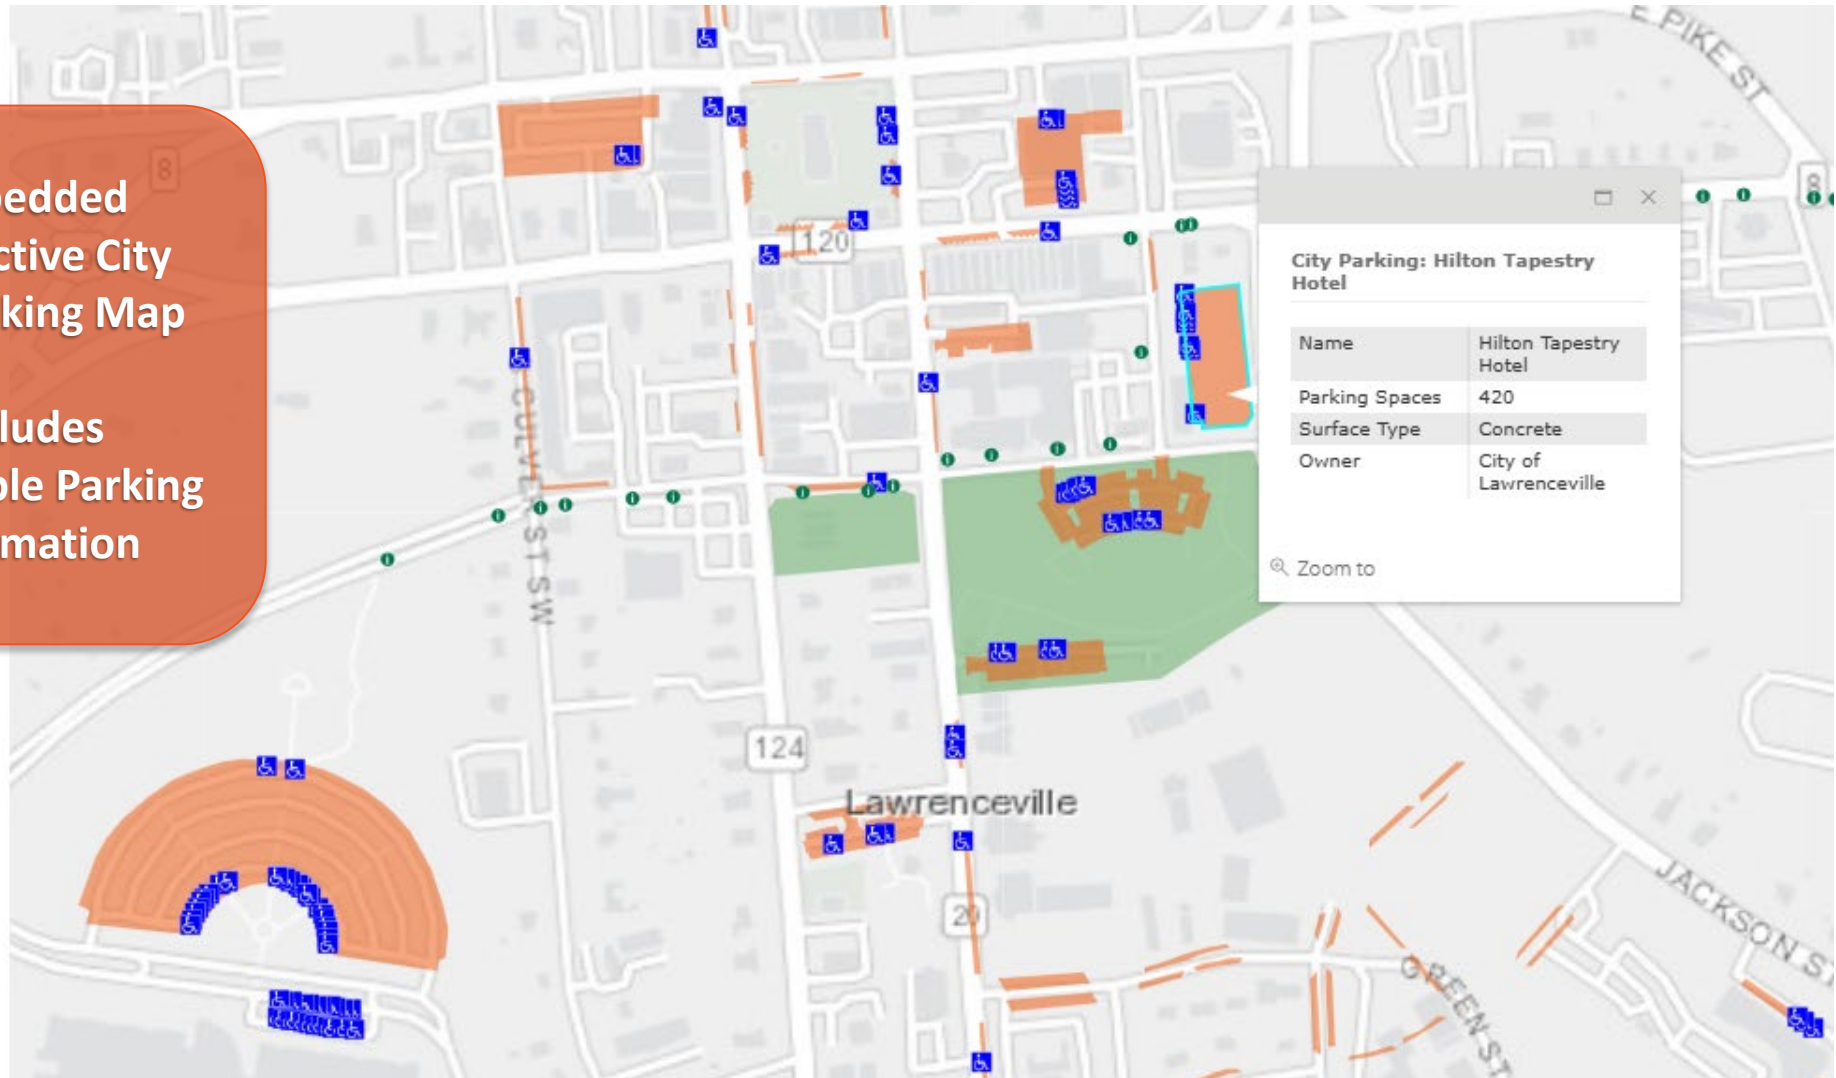 bedded
ctive City
king Map
ludes
ble Parking
rmation
E PIKE ST
8
8
120
City Parking: Hilton Tapestry
Hotel
Name Hilton Tapestry
Hotel
Parking Spaces 420
Surface Type Concrete
Owner City of
Lawrenceville
Zoom to
CULVER ST SW
124
Lawrenceville
20
JACKSON ST
GREEN ST